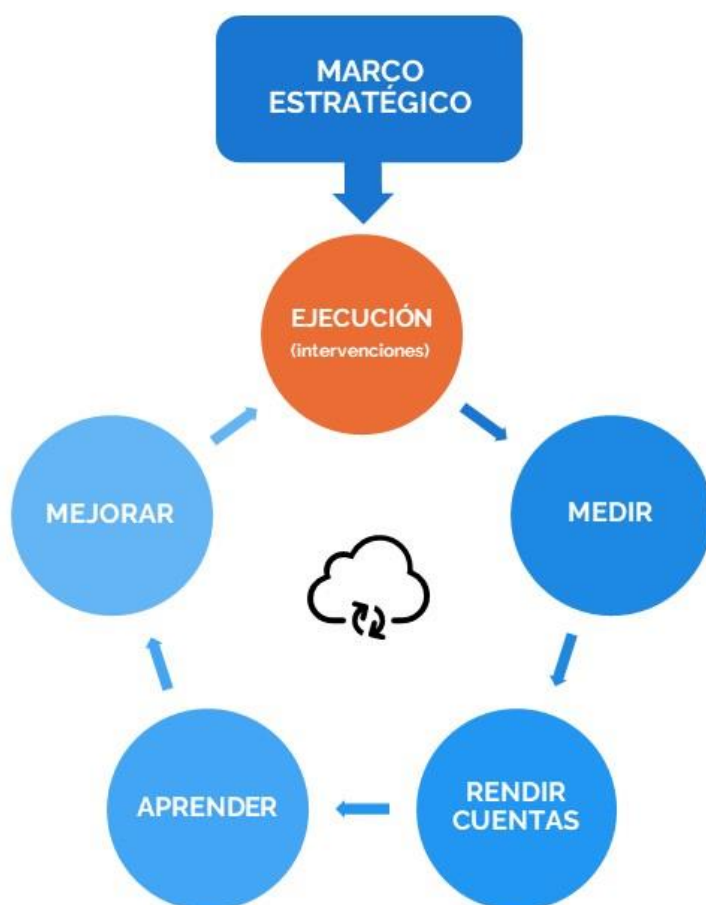 MARCO
ESTRATÉGICO
EJECUCIÓN
(intervenciones)
MEDIR
RENDIR
CUENTAS
APRENDER
MEJORAR